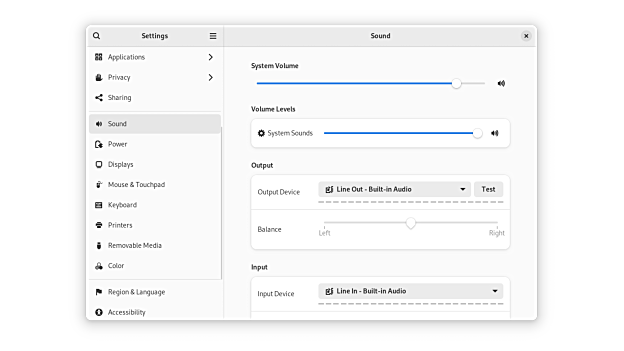 Settings
Sound
Applications
Privacy
Sharing
Sound
Power
Displays
Mouse & Touchpad
Keyboard
Printers
Removable Media
Color
Region & Language
Accessibility
System Volume
Volume Levels
System Sounds
Output
Output Device
Line Out - Built-in Audio
Test
Balance
Left
Right
Input
Input Device
Line In - Built-in Audio